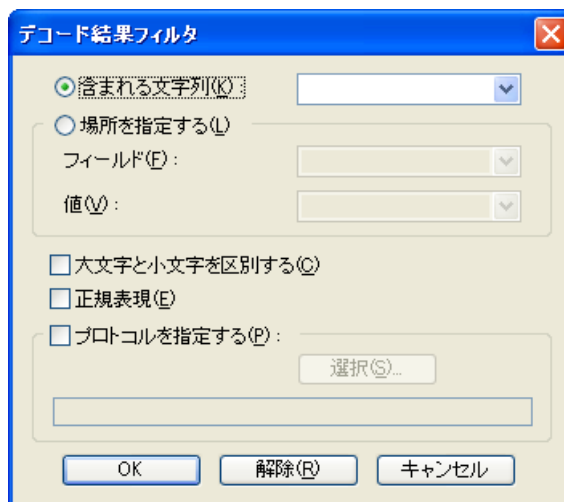 デコード結果フィルタ
含まれる文字列(K):
場所を指定する(L)
フィールド(F):
値(V):
大文字と小文字を区別する(C)
正規表現(E)
プロトコルを指定する(P):
選択(S)...
OK 解除(R) キャンセル